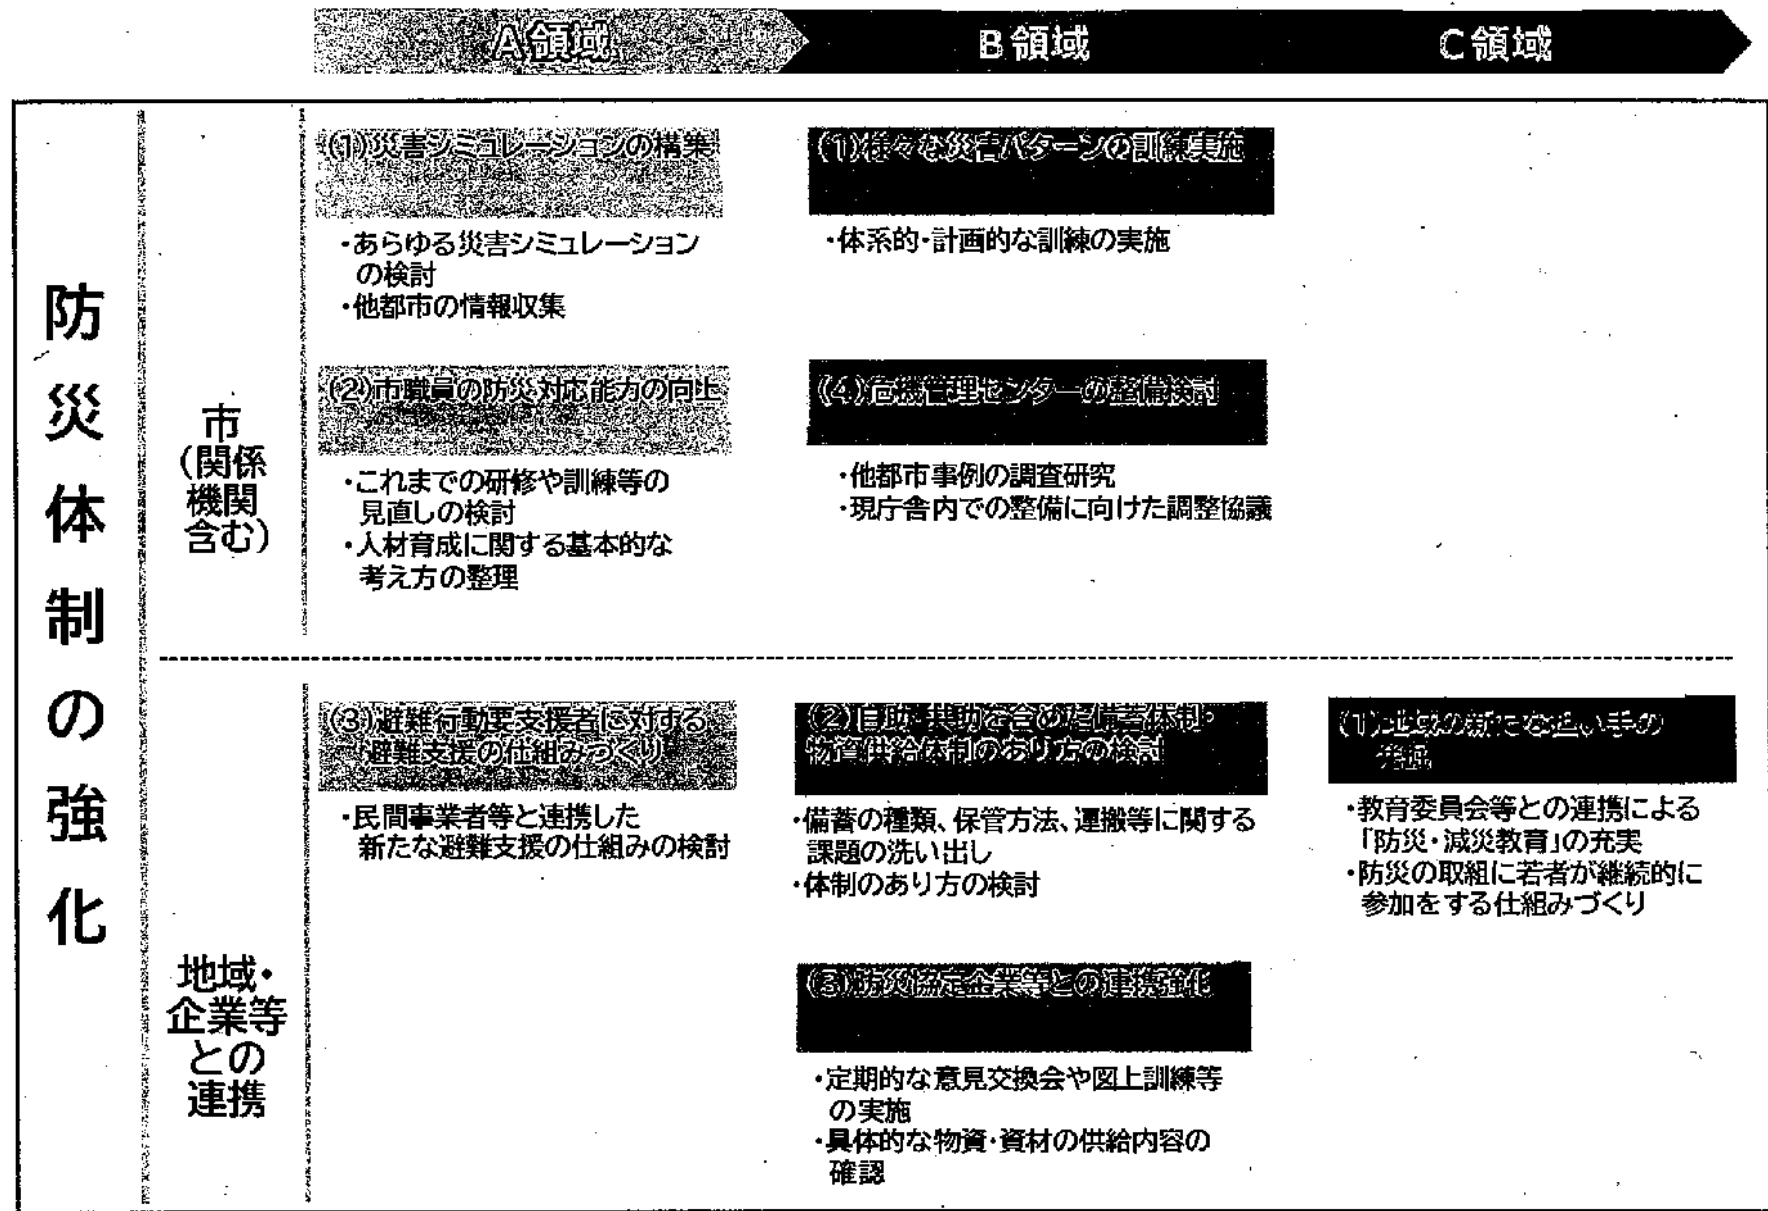 A領域
B領域
C領域
防災体制の強化
市
(関係
機関
含む)
(1)災害シミュレーションの構築
・あらゆる災害シミュレーション
の検討
・他都市の情報収集
(2)市職員の防災対応能力の向上
・これまでの研修や訓練等の
見直しの検討
・人材育成に関する基本的な
考え方の整理
(1)様々な災害パターンの訓練実施
・体系的・計画的な訓練の実施
(4)危機管理センターの整備検討
・他都市事例の調査研究
・現庁舎内での整備に向けた調整協議
地域・
企業等
との
連携
(3)避難行動要支援者に対する
避難支援の仕組みづくり
・民間事業者等と連携した
新たな避難支援の仕組みの検討
(2)自助・共助を含めた備蓄体制・
物資供給体制のあり方の検討
・備蓄の種類、保管方法、運搬等に関する
課題の洗い出し
・体制のあり方の検討
(3)防災協定企業等との連携強化
・定期的な意見交換会や図上訓練等
の実施
・具体的な物資・資材の供給内容の
確認
(1)地域の新たな担い手の
発掘
・教育委員会等との連携による
「防災・減災教育」の充実
・防災の取組に若者が継続的に
参加をする仕組みづくり